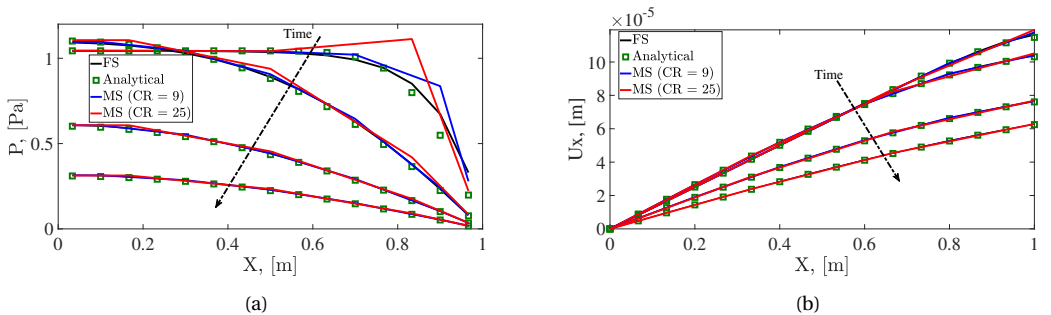 1
0.5
0
P, [Pa]
Time
FS
Analytical
MS (CR = 9)
MS (CR = 25)
0 0.2 0.4 0.6 0.8 1
X, [m]
(a)
×10⁻⁵
10
8
6
4
2
0
Ux, [m]
FS
Analytical
MS (CR = 9)
MS (CR = 25)
Time
0 0.2 0.4 0.6 0.8 1
X, [m]
(b)